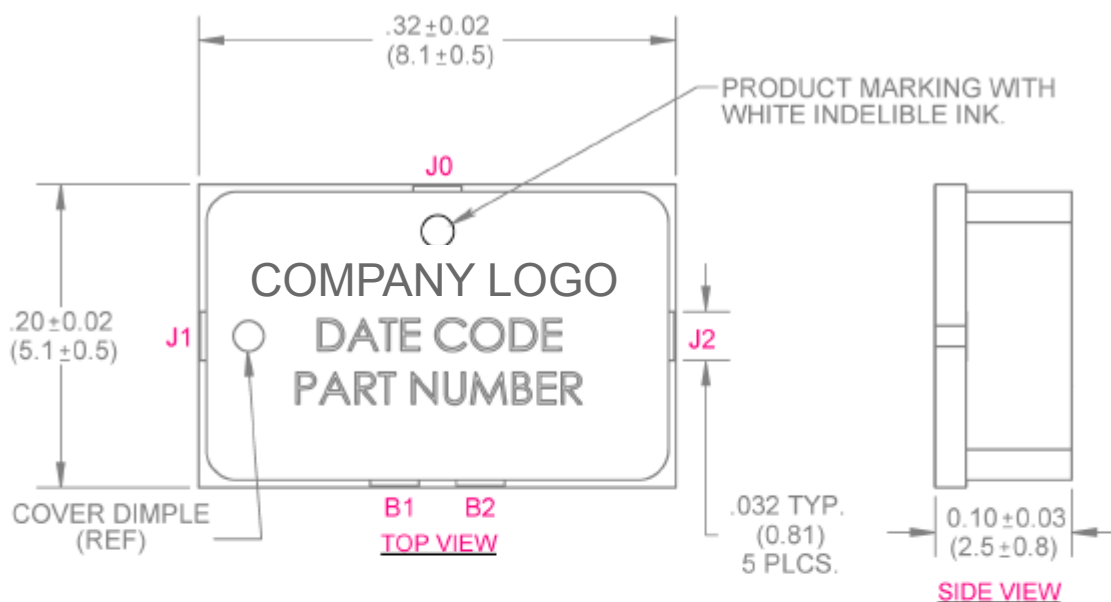 .32±0.02
(8.1±0.5)
PRODUCT MARKING WITH
WHITE INDELIBLE INK.
J0
COMPANY LOGO
.20±0.02
(5.1±0.5)
J1
DATE CODE
J2
PART NUMBER
COVER DIMPLE
(REF)
B1 B2
TOP VIEW
.032 TYP.
(0.81)
5 PLCS.
0.10±0.03
(2.5±0.8)
SIDE VIEW